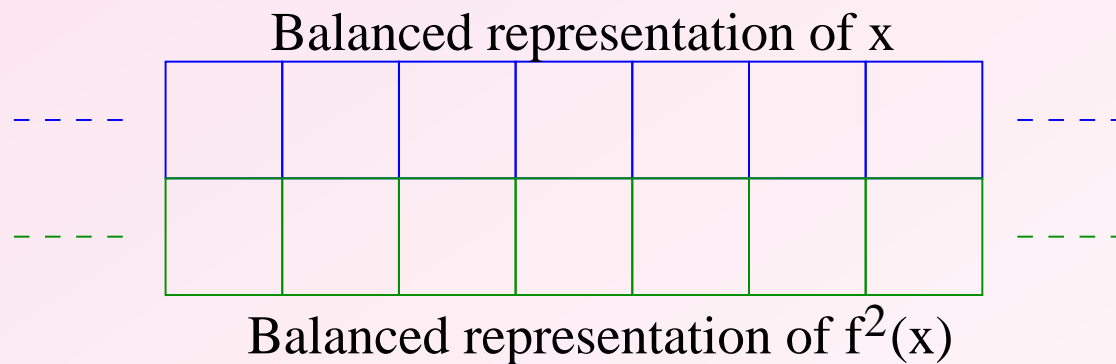 Balanced representation of x
Balanced representation of f²(x)